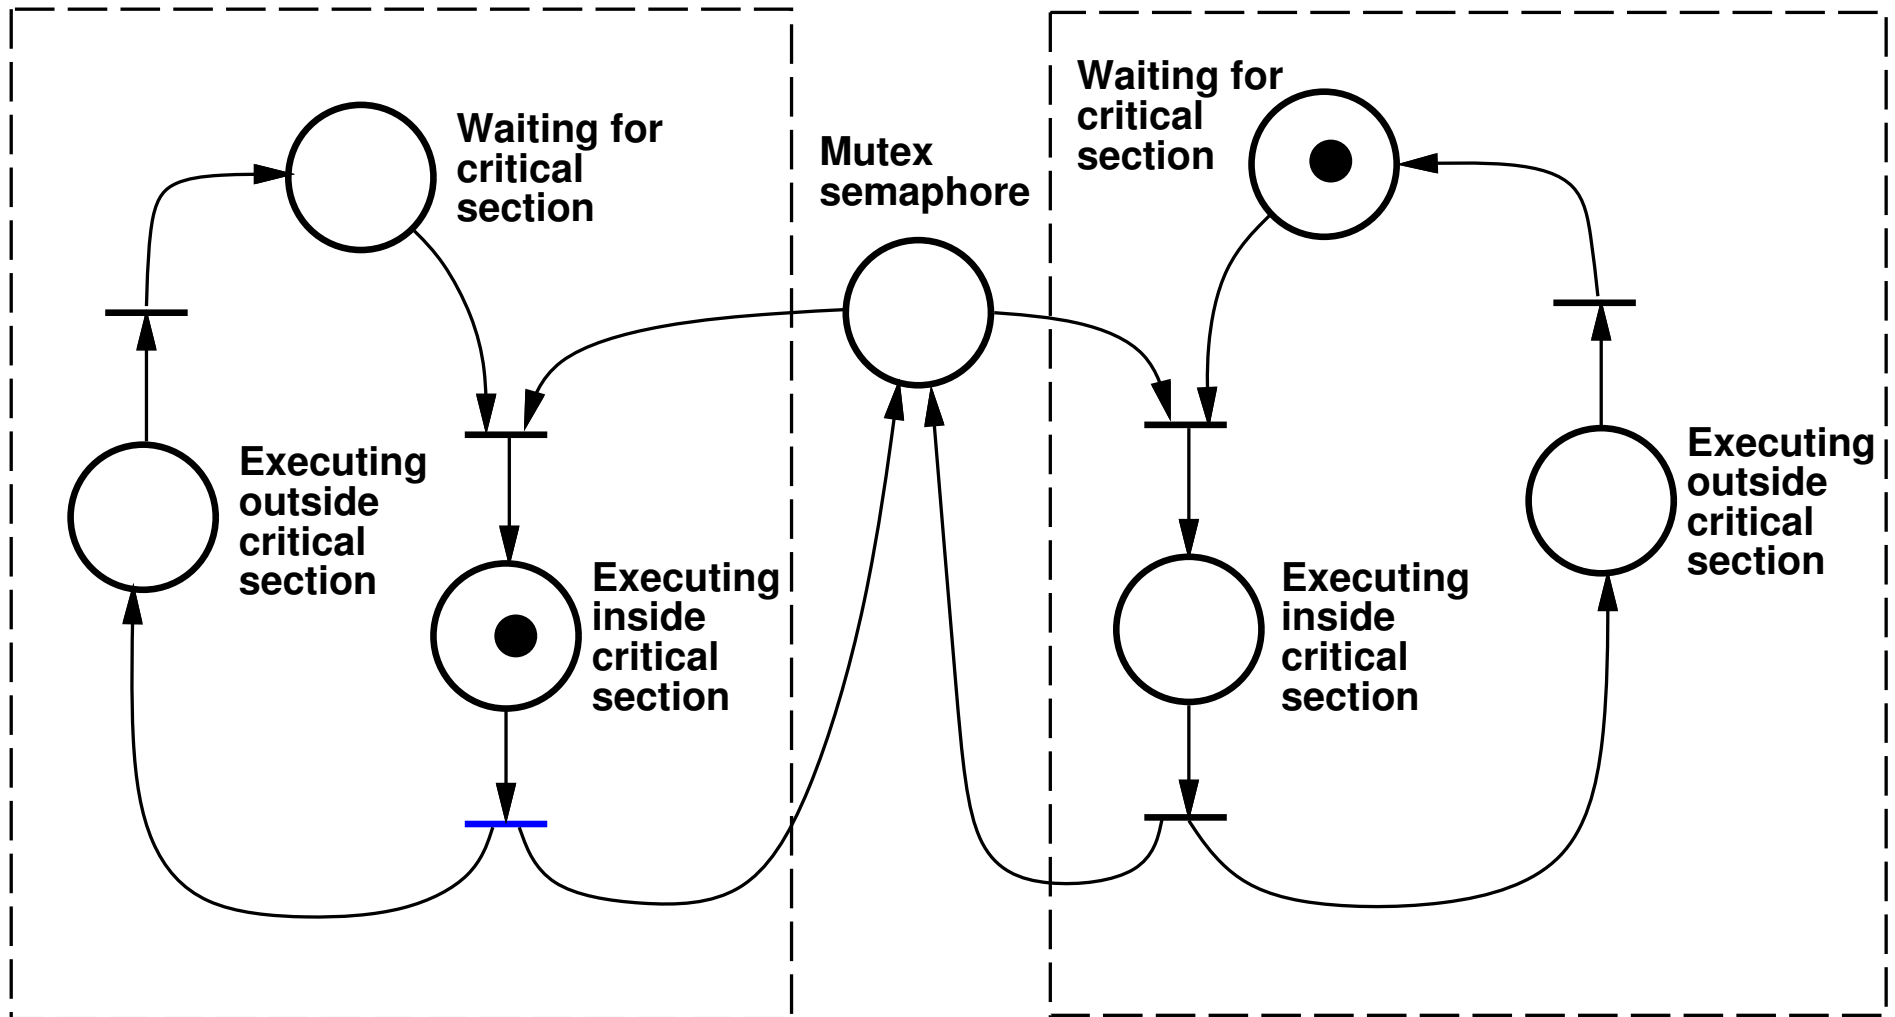 Waiting for
critical
section
Mutex
semaphore
Waiting for
critical
section
Executing
outside
critical
section
Executing
inside
critical
section
Executing
inside
critical
section
Executing
outside
critical
section